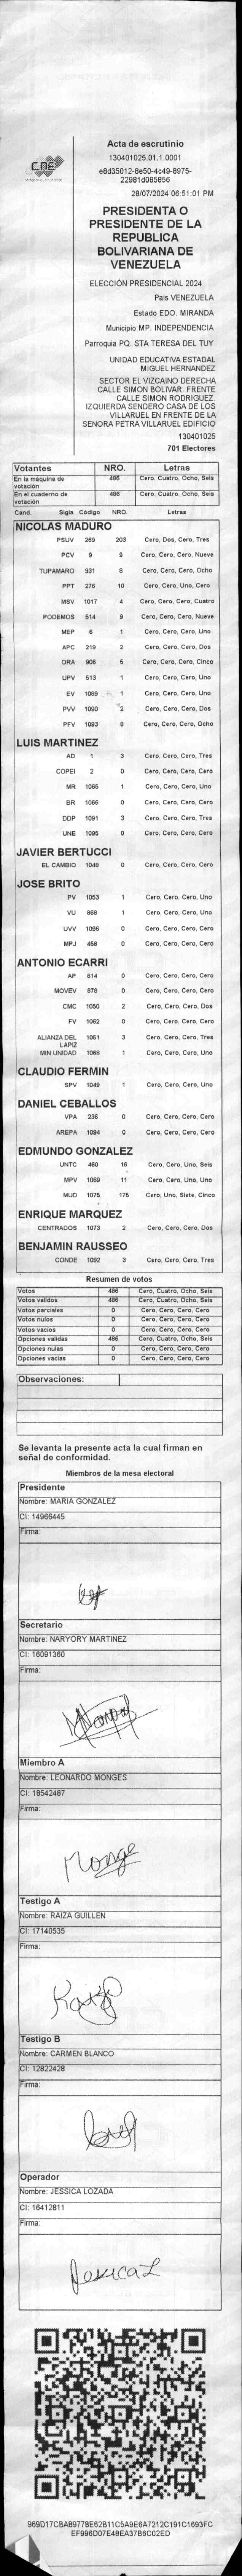 CNE
Acta de escrutinio
130401025.01.1.0001
e8d35012-8e50-4c49-8975-
22981d085856
28/07/2024 06:51:01 PM
PRESIDENTA O
PRESIDENTE DE LA
REPUBLICA
BOLIVARIANA DE
VENEZUELA
ELECCIÓN PRESIDENCIAL 2024
País VENEZUELA
Estado EDO. MIRANDA
Municipio MP. INDEPENDENCIA
Parroquia PQ. STA TERESA DEL TUY
UNIDAD EDUCATIVA ESTADAL
MIGUEL HERNANDEZ
SECTOR EL VIZCAINO DERECHA
CALLE SIMON BOLIVAR. FRENTE
CALLE SIMON RODRIGUEZ.
IZQUIERDA SENDERO CASA DE LOS
VILLARUEL EN FRENTE DE LA
SENORA PETRA VILLARUEL EDIFICIO
130401025
701 Electores
Votantes NRO. Letras
En la máquina de votación 486 Cero, Cuatro, Ocho, Seis
En el cuaderno de votación 486 Cero, Cuatro, Ocho, Seis
Cand. Sigla Código NRO. Letras
NICOLAS MADURO
PSUV 269 203 Cero, Dos, Cero, Tres
PCV 9 9 Cero, Cero, Cero, Nueve
TUPAMARO 931 8 Cero, Cero, Cero, Ocho
PPT 276 10 Cero, Cero, Uno, Cero
MSV 1017 4 Cero, Cero, Cero, Cuatro
PODEMOS 514 9 Cero, Cero, Cero, Nueve
MEP 6 1 Cero, Cero, Cero, Uno
APC 219 2 Cero, Cero, Cero, Dos
ORA 906 5 Cero, Cero, Cero, Cinco
UPV 513 1 Cero, Cero, Cero, Uno
EV 1089 1 Cero, Cero, Cero, Uno
PVV 1090 2 Cero, Cero, Cero, Dos
PFV 1093 8 Cero, Cero, Cero, Ocho
LUIS MARTINEZ
AD 1 3 Cero, Cero, Cero, Tres
COPEI 2 0 Cero, Cero, Cero, Cero
MR 1065 1 Cero, Cero, Cero, Uno
BR 1066 0 Cero, Cero, Cero, Cero
DDP 1091 3 Cero, Cero, Cero, Tres
UNE 1095 0 Cero, Cero, Cero, Cero
JAVIER BERTUCCI
EL CAMBIO 1048 0 Cero, Cero, Cero, Cero
JOSE BRITO
PV 1053 1 Cero, Cero, Cero, Uno
VU 868 1 Cero, Cero, Cero, Uno
UVV 1096 0 Cero, Cero, Cero, Cero
MPJ 458 0 Cero, Cero, Cero, Cero
ANTONIO ECARRI
AP 814 0 Cero, Cero, Cero, Cero
MOVEV 878 0 Cero, Cero, Cero, Cero
CMC 1050 2 Cero, Cero, Cero, Dos
FV 1062 0 Cero, Cero, Cero, Cero
ALIANZA DEL LAPIZ 1051 3 Cero, Cero, Cero, Tres
MIN UNIDAD 1068 1 Cero, Cero, Cero, Uno
CLAUDIO FERMIN
SPV 1049 1 Cero, Cero, Cero, Uno
DANIEL CEBALLOS
VPA 236 0 Cero, Cero, Cero, Cero
AREPA 1094 0 Cero, Cero, Cero, Cero
EDMUNDO GONZALEZ
UNTC 460 16 Cero, Cero, Uno, Seis
MPV 1069 11 Cero, Cero, Uno, Uno
MUD 1075 175 Cero, Uno, Siete, Cinco
ENRIQUE MARQUEZ
CENTRADOS 1073 2 Cero, Cero, Cero, Dos
BENJAMIN RAUSSEO
CONDE 1092 3 Cero, Cero, Cero, Tres
Resumen de votos
Votos 486 Cero, Cuatro, Ocho, Seis
Votos validos 486 Cero, Cuatro, Ocho, Seis
Votos parciales 0 Cero, Cero, Cero, Cero
Votos nulos 0 Cero, Cero, Cero, Cero
Votos vacios 0 Cero, Cero, Cero, Cero
Opciones validas 486 Cero, Cuatro, Ocho, Seis
Opciones nulas 0 Cero, Cero, Cero, Cero
Opciones vacias 0 Cero, Cero, Cero, Cero
Observaciones:
Se levanta la presente acta la cual firman en
señal de conformidad.
Miembros de la mesa electoral
Presidente
Nombre: MARIA GONZALEZ
CI: 14966445
Firma:
Secretario
Nombre: NARYORY MARTINEZ
CI: 16091360
Firma:
Miembro A
Nombre: LEONARDO MONGES
CI: 18542487
Firma:
Monge
Testigo A
Nombre: RAIZA GUILLEN
CI: 17140535
Firma:
Testigo B
Nombre: CARMEN BLANCO
CI: 12822428
Firma:
Operador
Nombre: JESSICA LOZADA
CI: 16412811
Firma:
Jessica L
969D17CBA89778E62B11C5A9E6A7212C191C1693FC
EF996D07E48EA37B6C02ED